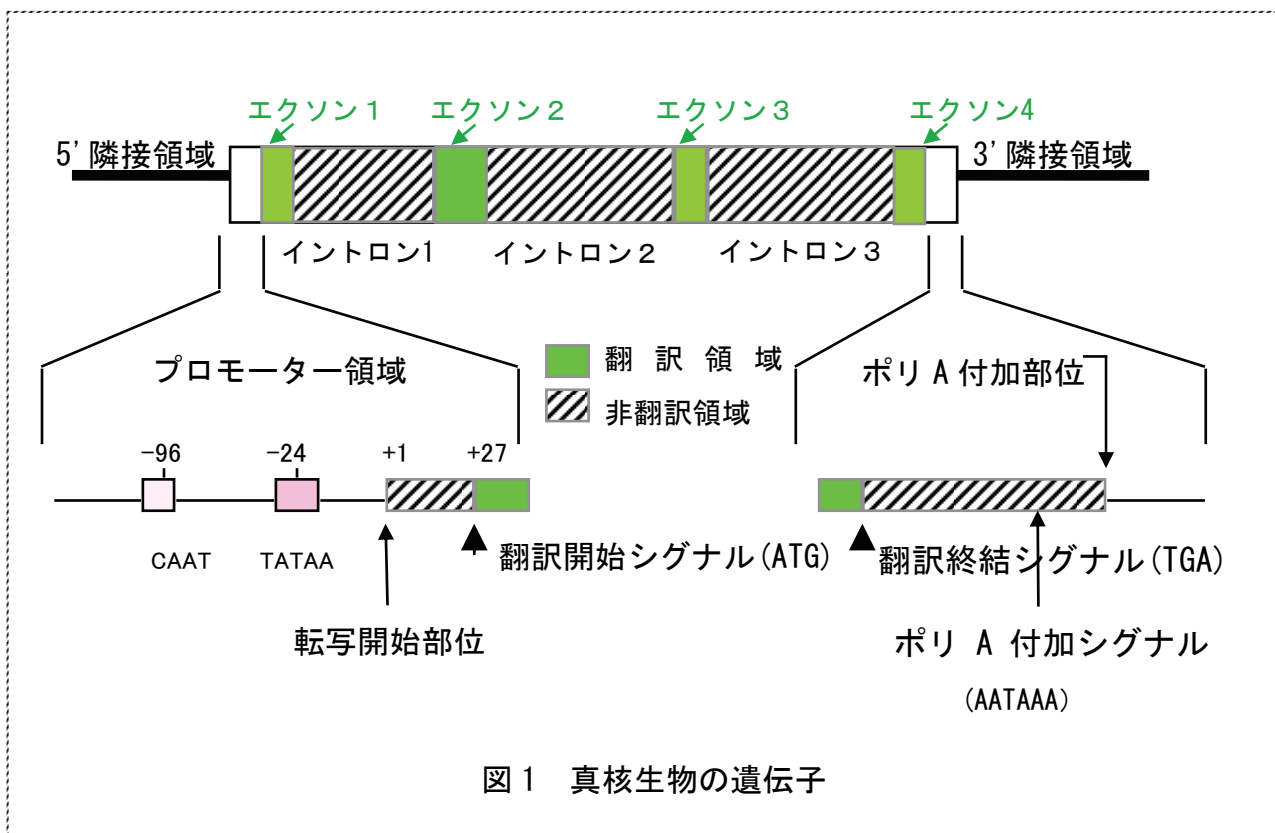 エクソン1 エクソン2 エクソン3 エクソン4
5'隣接領域 3'隣接領域
イントロン1 イントロン2 イントロン3
プロモーター領域
翻 訳 領 域
非翻訳領域
ポリA付加部位
-96 -24 +1 +27
CAAT TATAA
翻訳開始シグナル(ATG) 翻訳終結シグナル(TGA)
転写開始部位 ポリ A 付加シグナル
(AATAAA)
図1 真核生物の遺伝子